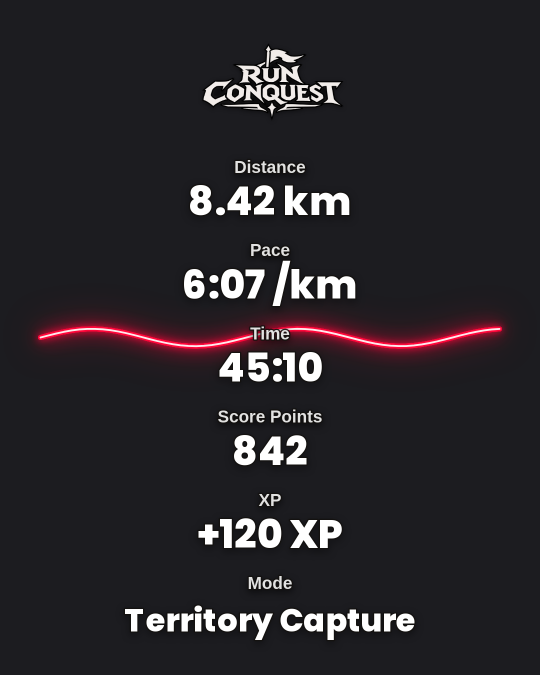 RUN
CONQUEST
Distance
8.42 km
Pace
6:07 /km
Time
45:10
Score Points
842
XP
+120 XP
Mode
Territory Capture